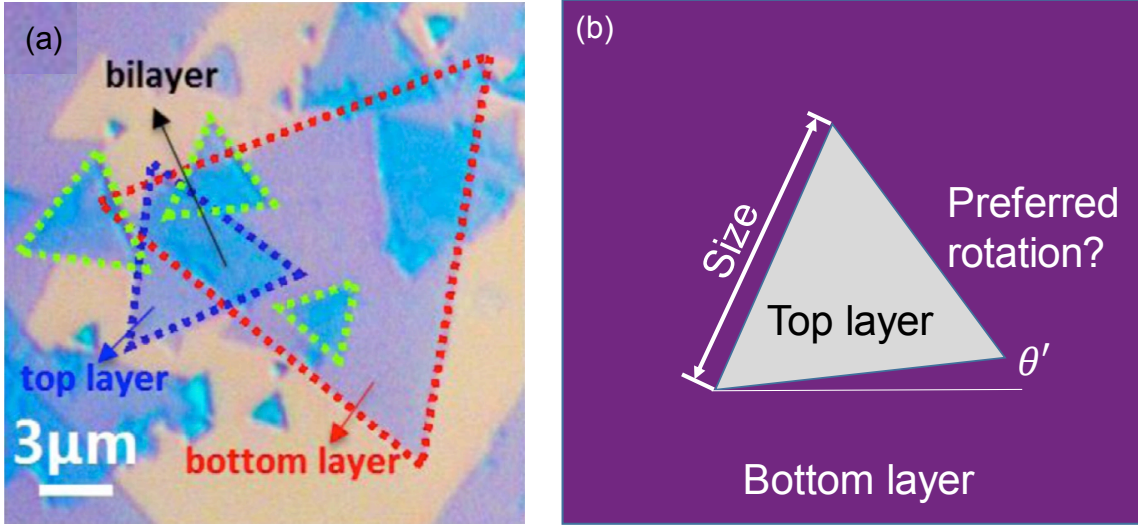 (a)
bilayer
top layer
3μm
bottom layer
(b)
Size
Preferred
rotation?
Top layer
θ′
Bottom layer